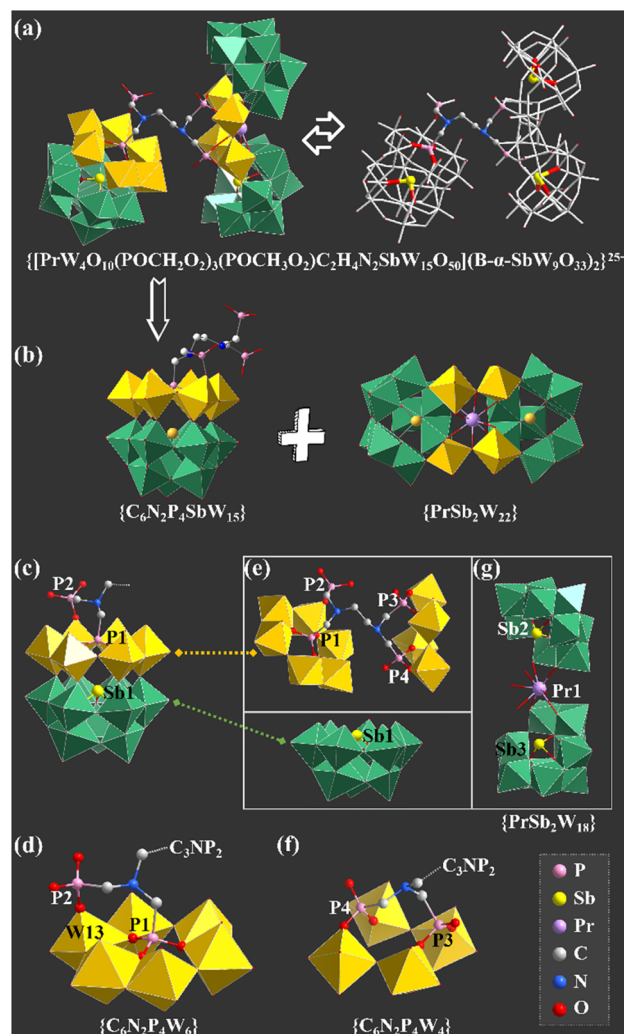 (a)
{[PrW₄O₁₀(POCH₂O₂)₃(POCH₃O₂)C₂H₄N₂SbW₁₅O₅₀](B-α-SbW₉O₃₃)₂}²⁵⁻
(b)
{C₆N₂P₄SbW₁₅}
{PrSb₂W₂₂}
(c)
P2
P1
Sb1
(e)
P2
P3
P1
P4
Sb1
(g)
Sb2
Pr1
Sb3
{PrSb₂W₁₈}
(d)
C₃NP₂
P2
P1
W13
{C₆N₂P₄W₆}
(f)
C₃NP₂
P4
P3
{C₆N₂P₄W₄}
P
Sb
Pr
C
N
O